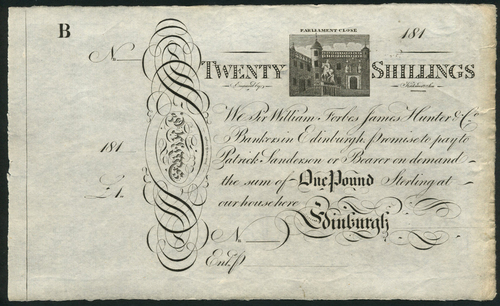 B
PARLIAMENT CLOSE
181
No
TWENTY SHILLINGS
We Sir William Forbes James Hunter & Co
181
Bankers in Edinburgh promise to pay to
Patrick Sanderson or Bearer on demand
£1
the sum of One Pound Sterling at
our house here
Edinburgh
No
Entd. p